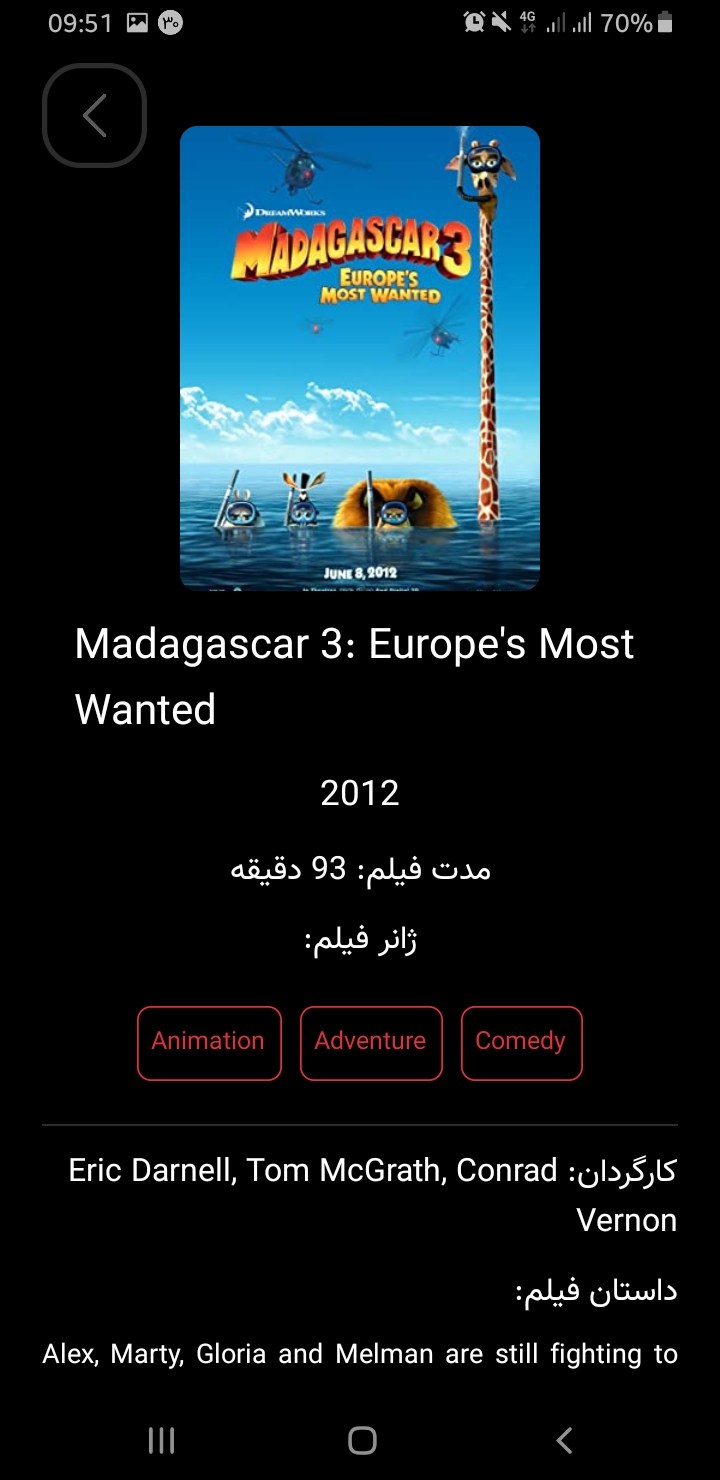 09:51 ۳۰ 4G 70%
DREAMWORKS
MADAGASCAR 3
EUROPE'S
MOST WANTED
JUNE 8, 2012
Madagascar 3: Europe's Most
Wanted
2012
مدت فیلم: 93 دقیقه
ژانر فیلم:
Animation Adventure Comedy
کارگردان: Eric Darnell, Tom McGrath, Conrad
Vernon
داستان فیلم:
Alex, Marty, Gloria and Melman are still fighting to